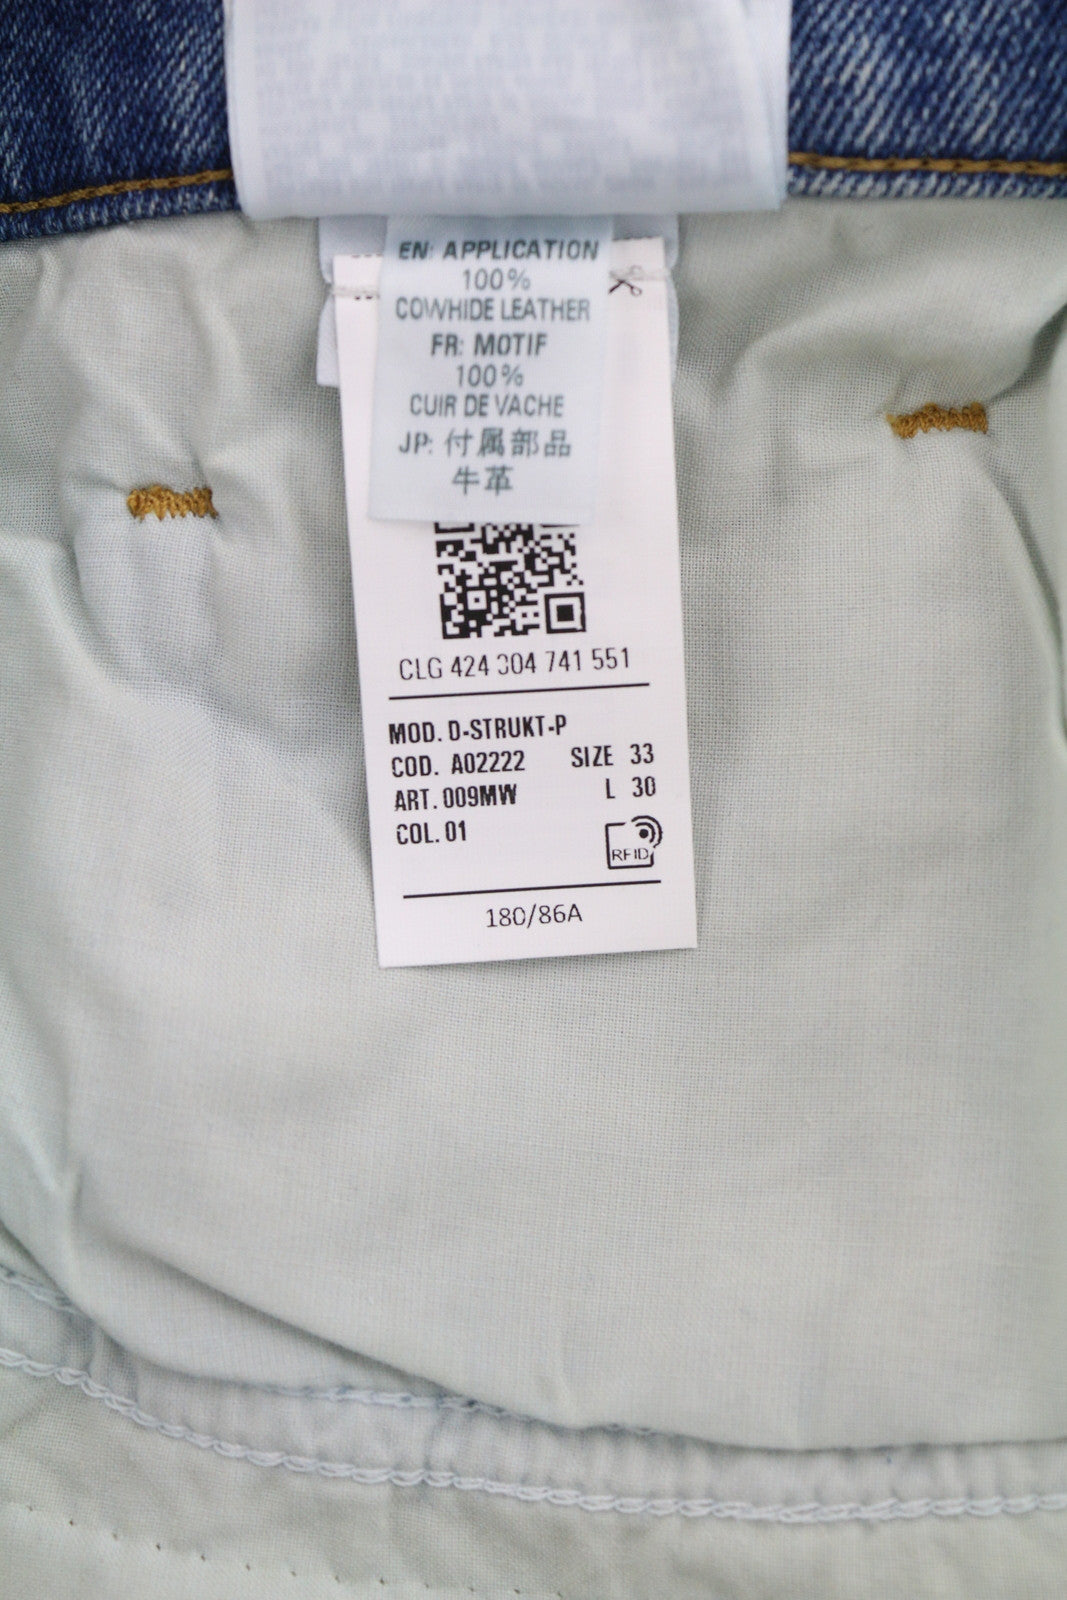 EN: APPLICATION
100%
COWHIDE LEATHER
FR: MOTIF
100%
CUIR DE VACHE
JP: 付属部品
牛革
CLG 424 304 741 551
MOD. D-STRUKT-P
COD. A02222 SIZE 33
ART. 009MW L 30
COL. 01
RFID
180/86A